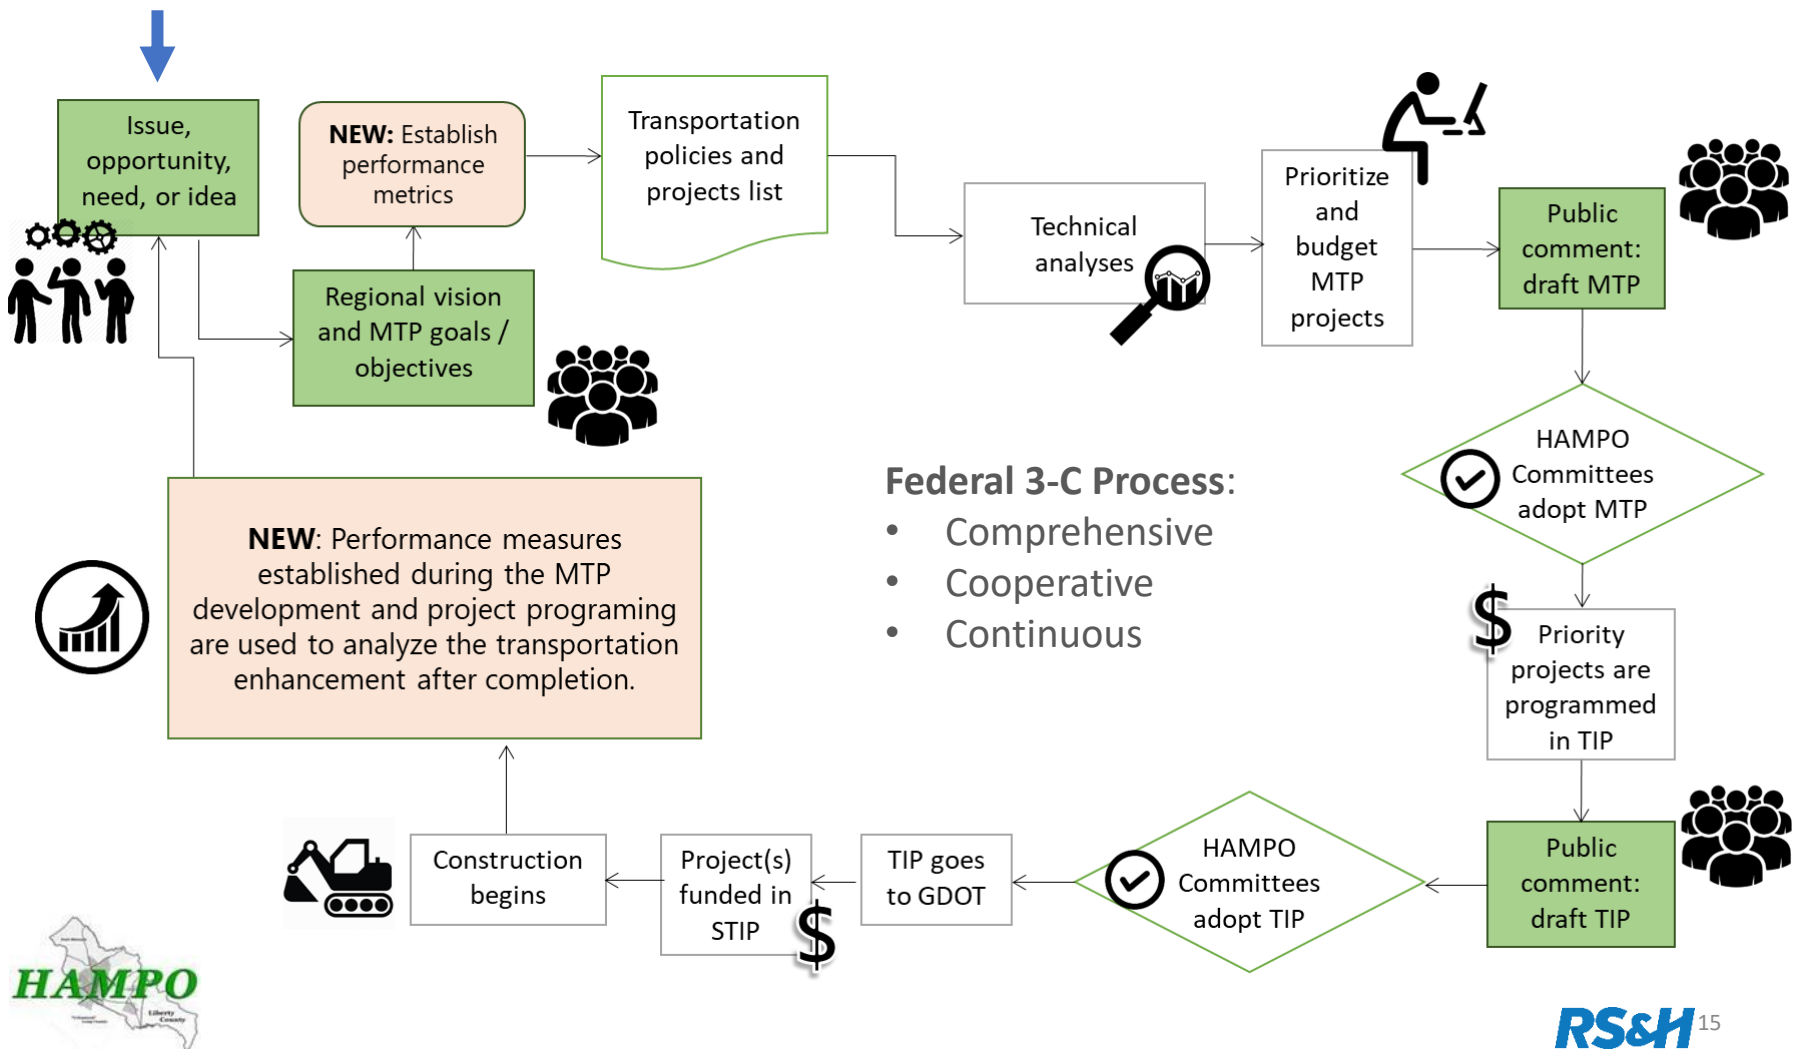 Issue,
opportunity,
need, or idea
NEW: Establish
performance
metrics
Transportation
policies and
projects list
Technical
analyses
Prioritize
and
budget
MTP
projects
Public
comment:
draft MTP
Regional vision
and MTP goals /
objectives
HAMPO
Committees
adopt MTP
Federal 3-C Process:
• Comprehensive
• Cooperative
• Continuous
NEW: Performance measures
established during the MTP
development and project programing
are used to analyze the transportation
enhancement after completion.
$
Priority
projects are
programmed
in TIP
Public
comment:
draft TIP
HAMPO
Committees
adopt TIP
TIP goes
to GDOT
Project(s)
funded in
STIP
$
Construction
begins
HAMPO
Liberty
County
RS&H
15